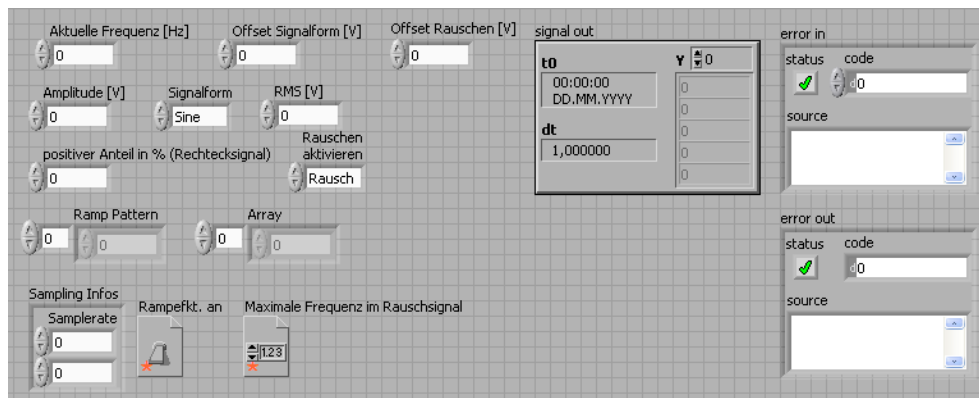 Aktuelle Frequenz [Hz]
0
Offset Signalform [V]
0
Offset Rauschen [V]
0
Amplitude [V]
0
Signalform
Sine
RMS [V]
0
positiver Anteil in % (Rechtecksignal)
0
Rauschen
aktivieren
Rausch
Ramp Pattern
0
0
Array
0
0
Sampling Infos
Samplerate
0
0
Rampefkt. an
Maximale Frequenz im Rauschsignal
1.23
signal out
t0
00:00:00
DD.MM.YYYY
dt
1,000000
Y
0
0
0
0
0
0
error in
status
code
d0
source
error out
status
code
d0
source